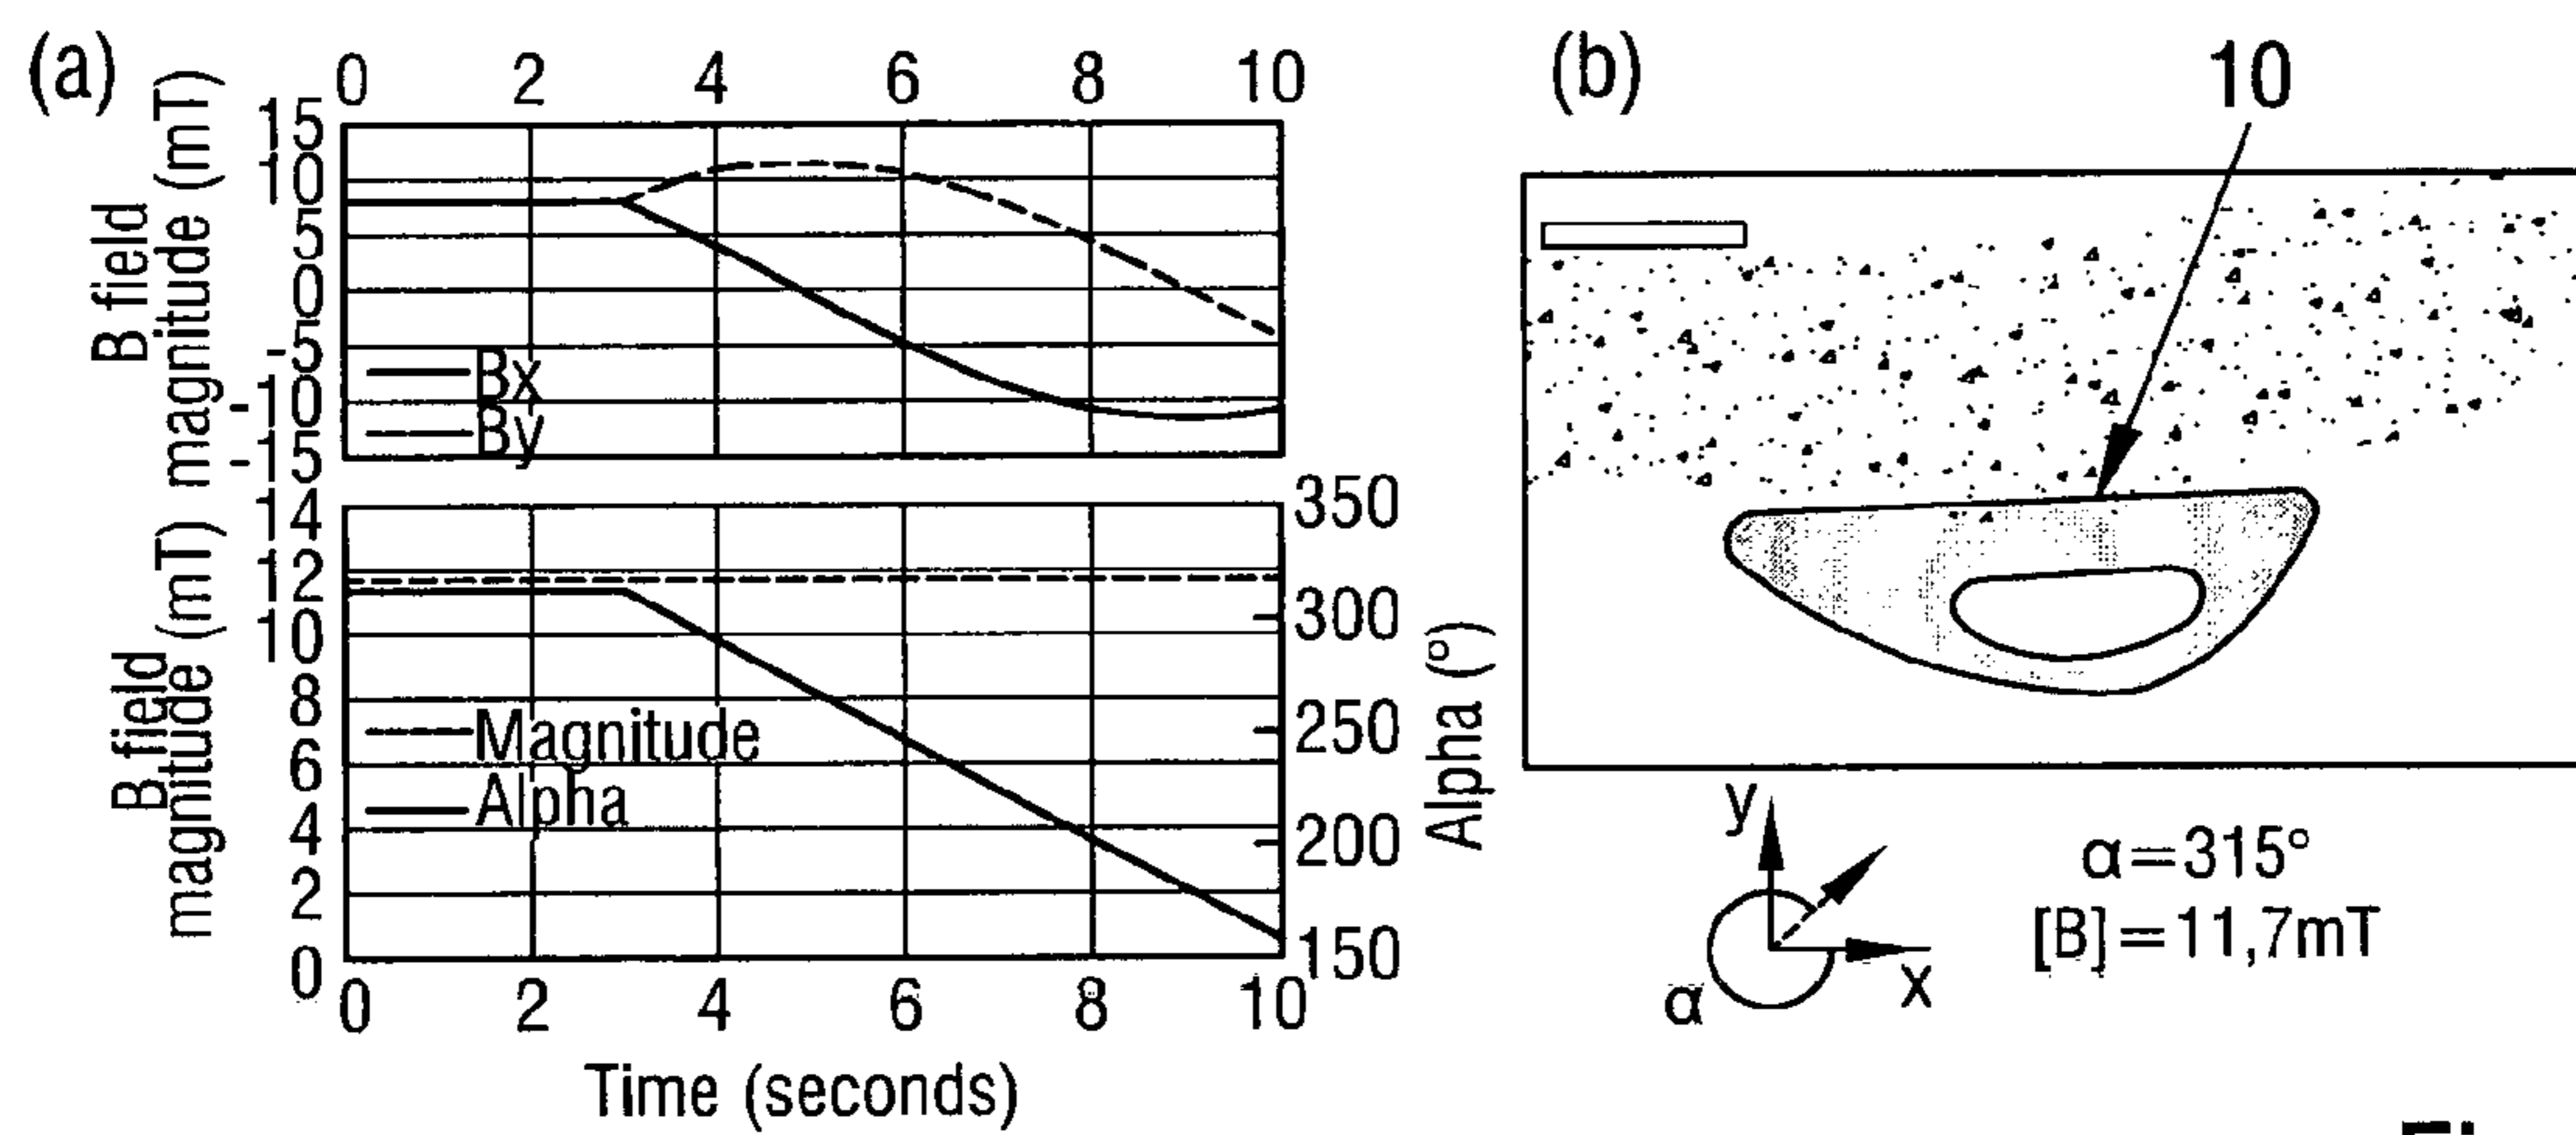 (a)
0 2 4 6 8 10
B field
magnitude (mT)
15
10
5
0
-5
-10
-15
Bx
By
B field
magnitude (mT)
14
12
10
8
6
4
2
0
Magnitude
Alpha
350
300
250
200
150
Alpha (°)
0 2 4 6 8 10
Time (seconds)
(b)
10
y
x
α
α=315°
[B]=11,7mT